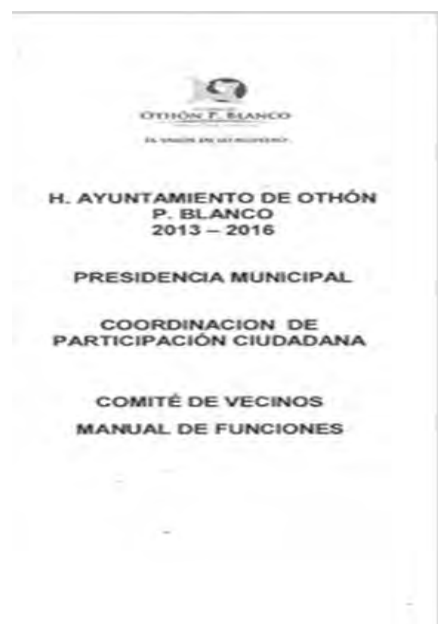 OTHÓN P. BLANCO
H. AYUNTAMIENTO DE OTHÓN
P. BLANCO
2013 – 2016
PRESIDENCIA MUNICIPAL
COORDINACION DE
PARTICIPACIÓN CIUDADANA
COMITÉ DE VECINOS
MANUAL DE FUNCIONES